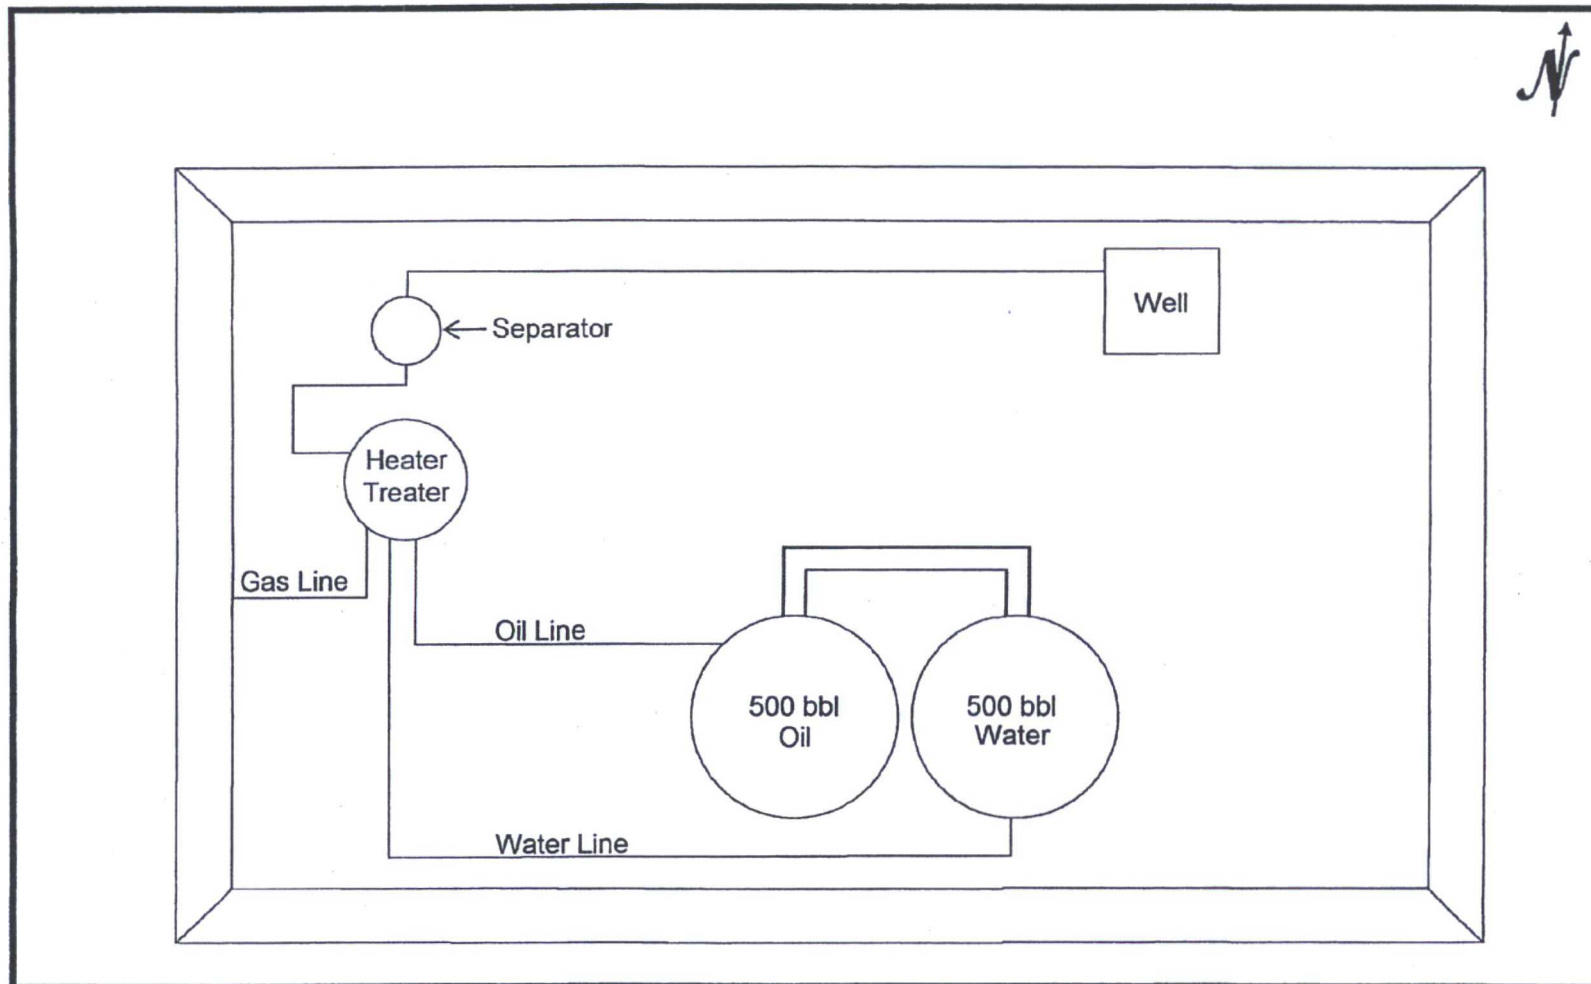 N
Well
Separator
Heater
Treater
Gas Line
Oil Line
500 bbl
Oil
500 bbl
Water
Water Line